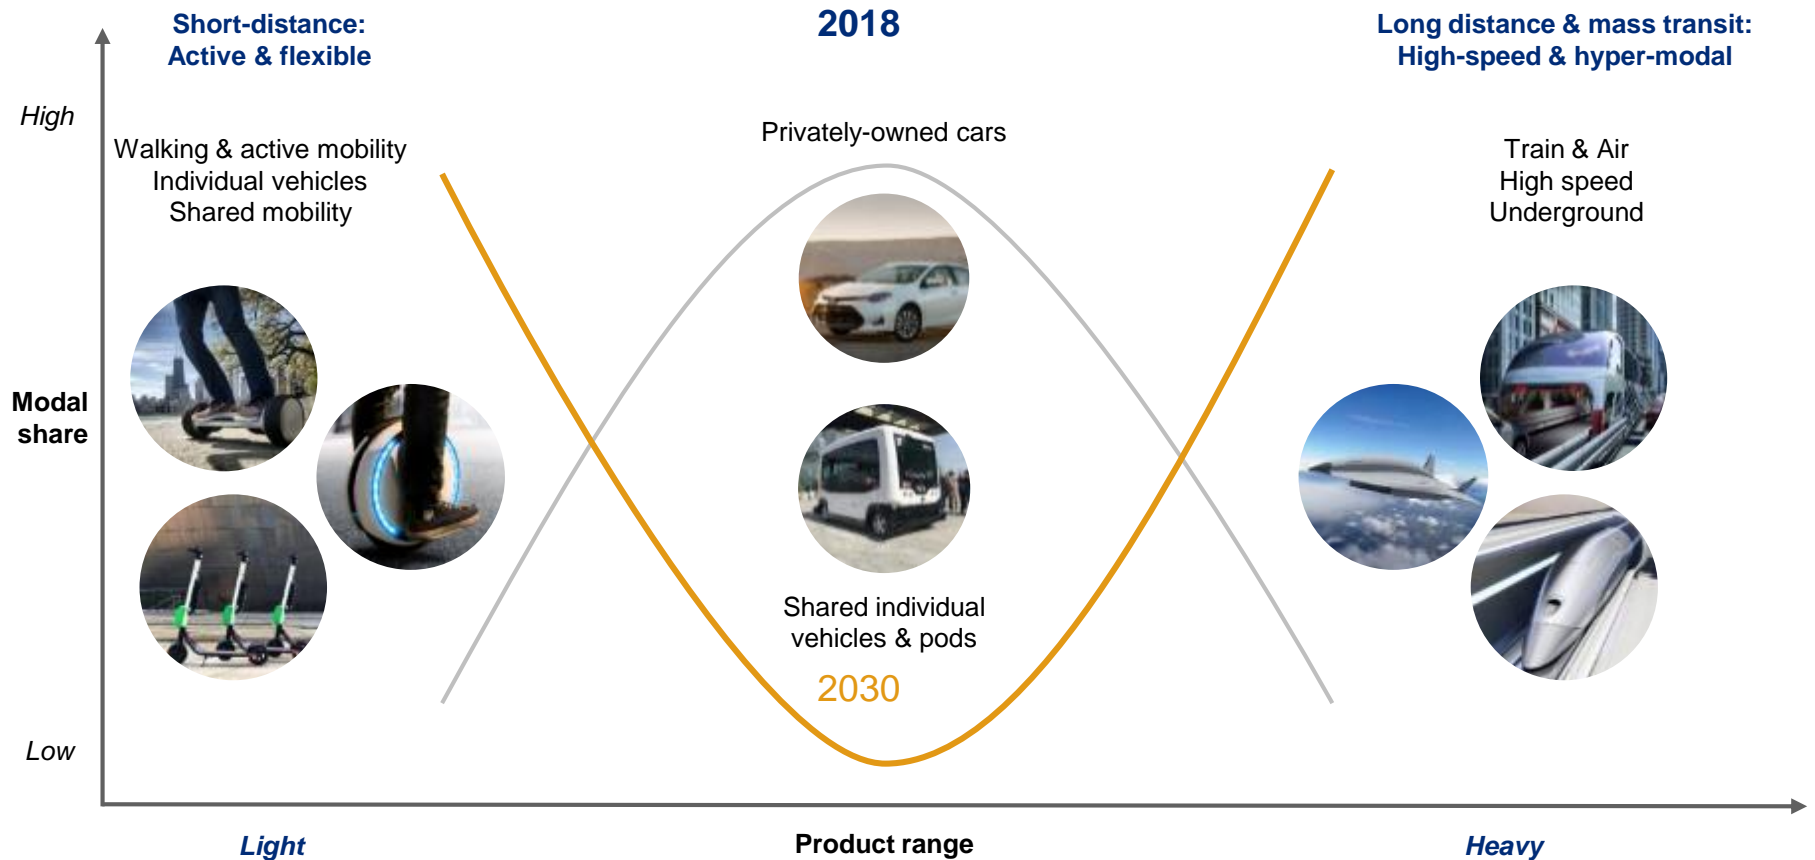 Short-distance:
Active & flexible
2018
Long distance & mass transit:
High-speed & hyper-modal
High
Walking & active mobility
Individual vehicles
Shared mobility
Privately-owned cars
Train & Air
High speed
Underground
Modal
share
Shared individual
vehicles & pods
2030
Low
Light
Product range
Heavy